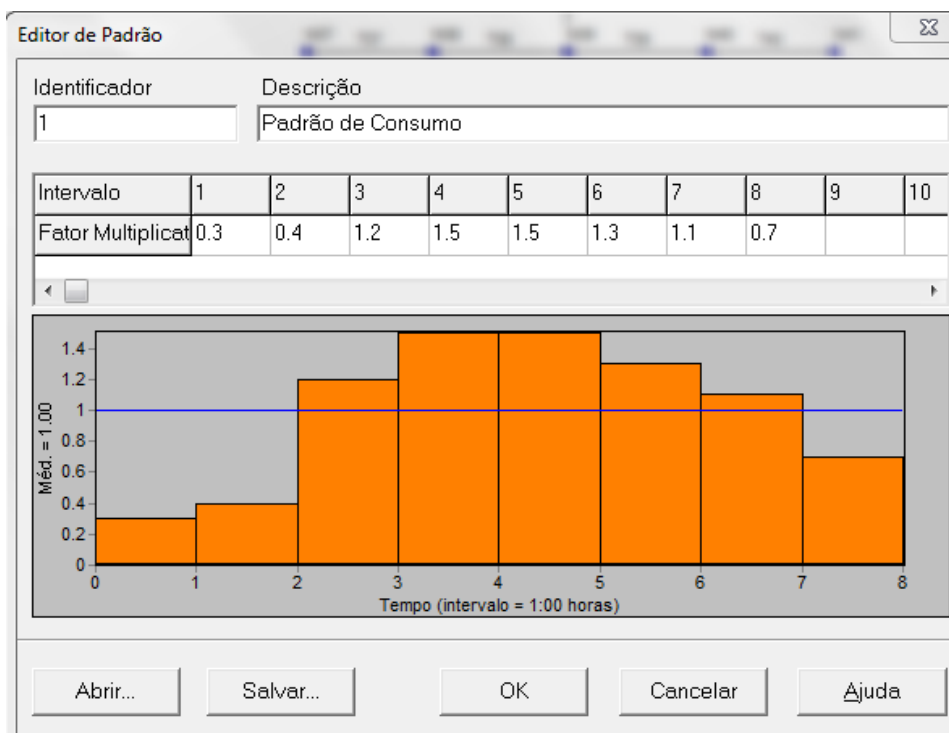 Editor de Padrão
Identificador Descrição
1 Padrão de Consumo
Intervalo 1 2 3 4 5 6 7 8 9 10
Fator Multiplicat 0.3 0.4 1.2 1.5 1.5 1.3 1.1 0.7
1.4
1.2
1
0.8
0.6
0.4
0.2
0
Méd. = 1.00
0 1 2 3 4 5 6 7 8
Tempo (intervalo = 1:00 horas)
Abrir... Salvar... OK Cancelar Ajuda